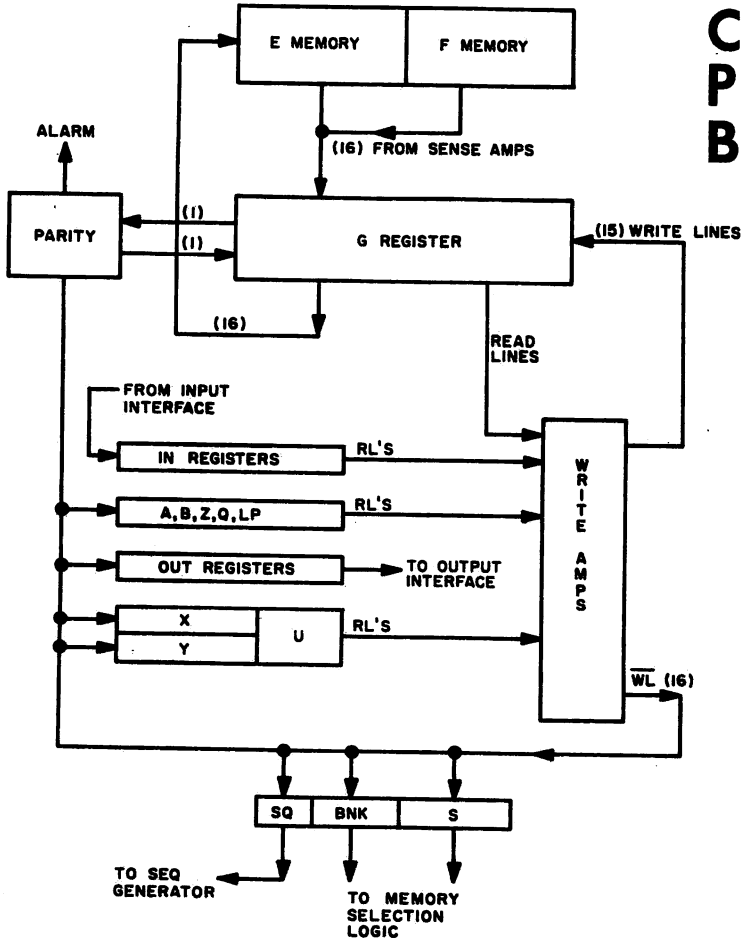 E MEMORY
F MEMORY
C
P
B
ALARM
(16) FROM SENSE AMPS
PARITY
(1)
(1)
G REGISTER
(15) WRITE LINES
(16)
READ
LINES
FROM INPUT
INTERFACE
IN REGISTERS
RL'S
A,B,Z,Q,LP
RL'S
OUT REGISTERS
TO OUTPUT
INTERFACE
X
Y
U
RL'S
WRITE AMPS
W̅L̅ (16)
SQ
BNK
S
TO SEQ
GENERATOR
TO MEMORY
SELECTION
LOGIC